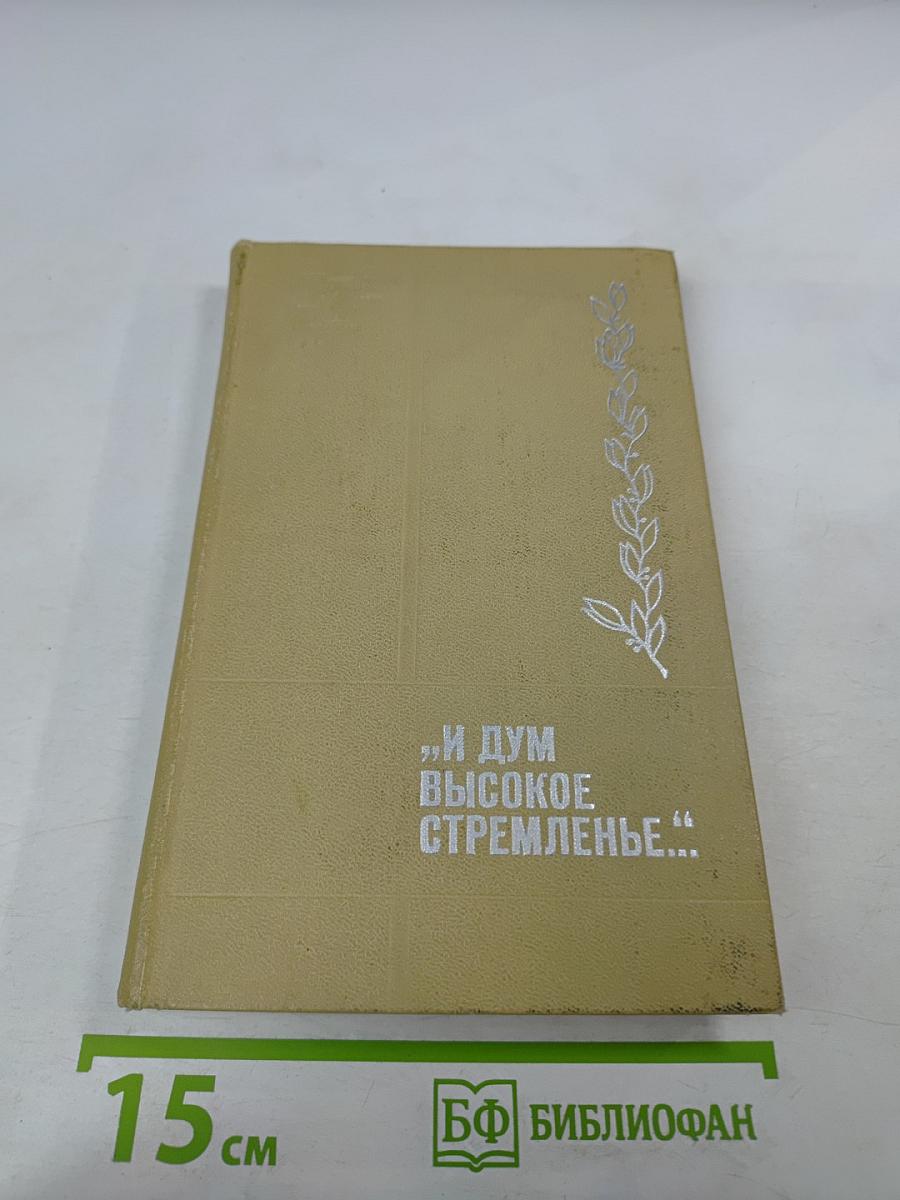 „И ДУМ
ВЫСОКОЕ
СТРЕМЛЕНЬЕ...“
15 см
БФ БИБЛИОФАН